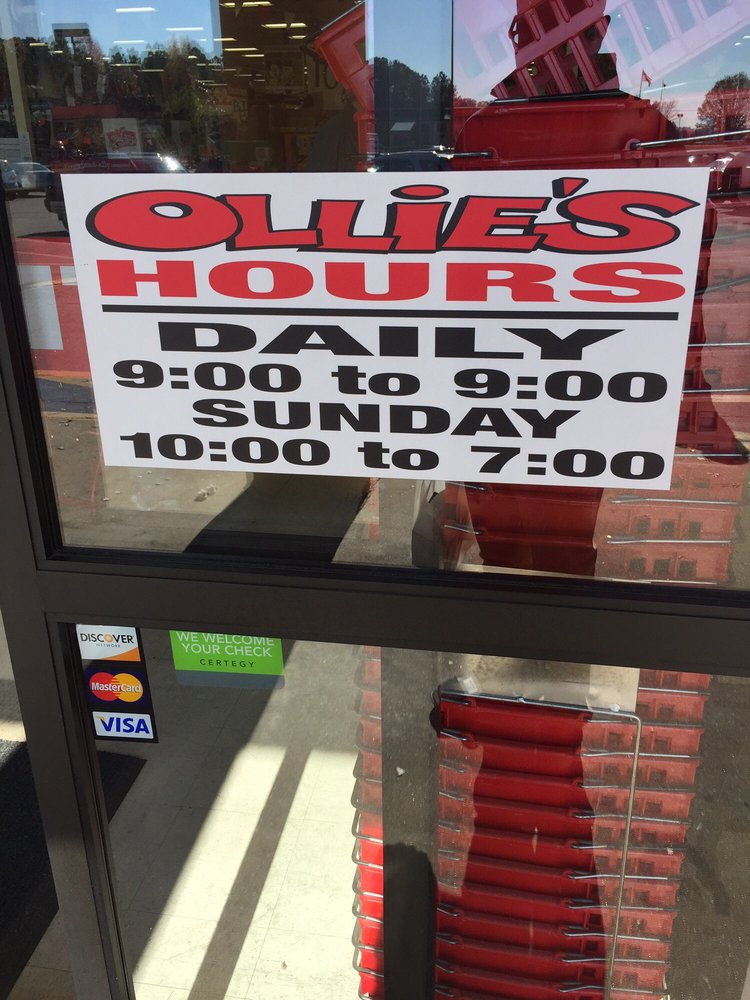 OLLIE'S
HOURS
DAILY
9:00 to 9:00
SUNDAY
10:00 to 7:00
DISCOVER
NETWORK
MasterCard
VISA
WE WELCOME
YOUR CHECK
CERTEGY